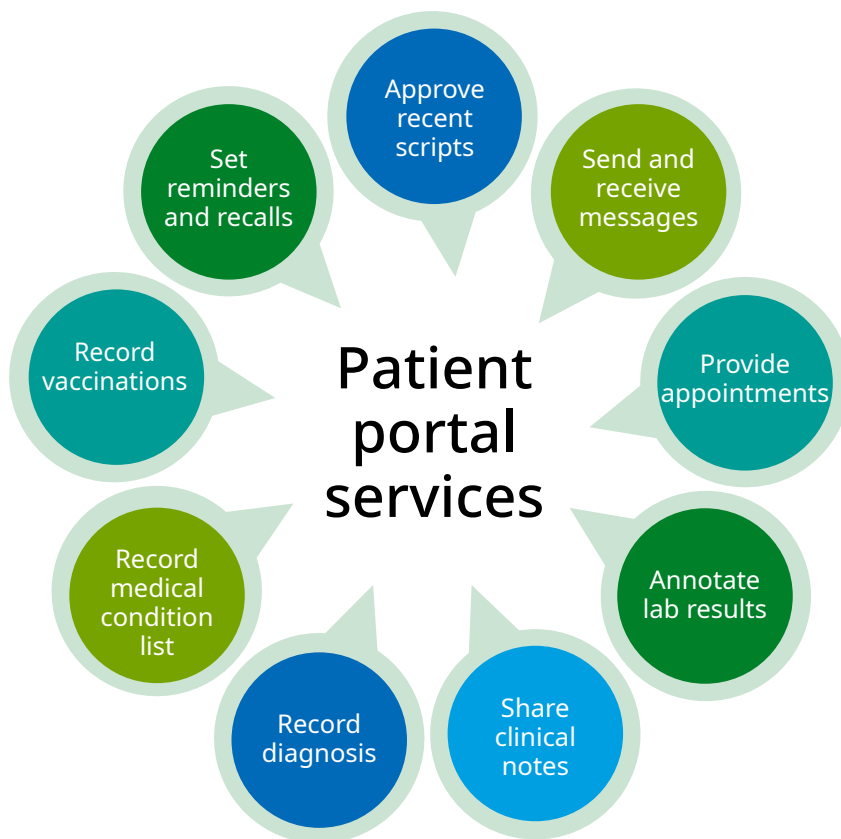 Patient
portal
services
Approve
recent
scripts
Send and
receive
messages
Provide
appointments
Annotate
lab results
Share
clinical
notes
Record
diagnosis
Record
medical
condition
list
Record
vaccinations
Set
reminders
and recalls